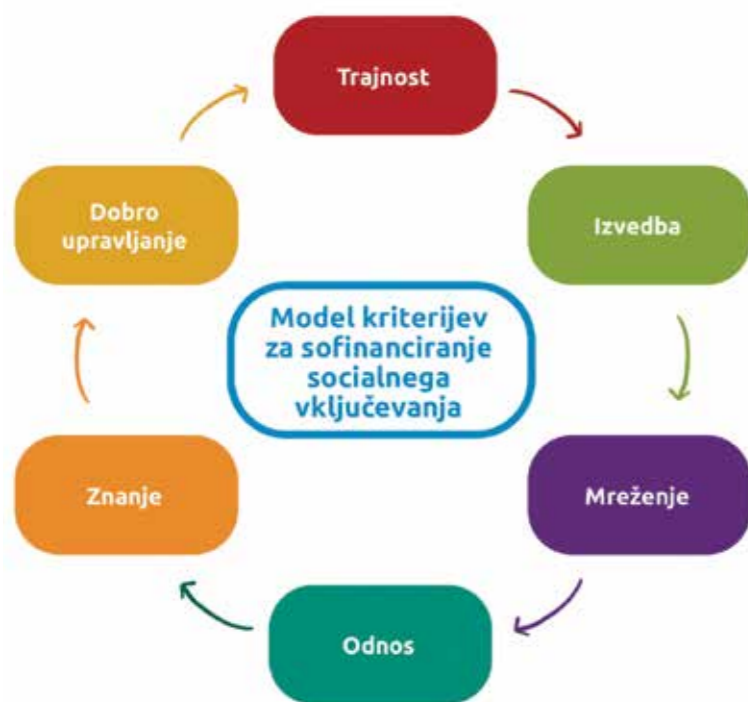 Trajnost
Izvedba
Mreženje
Odnos
Znanje
Dobro
upravljanje
Model kriterijev
za sofinanciranje
socialnega
vključevanja